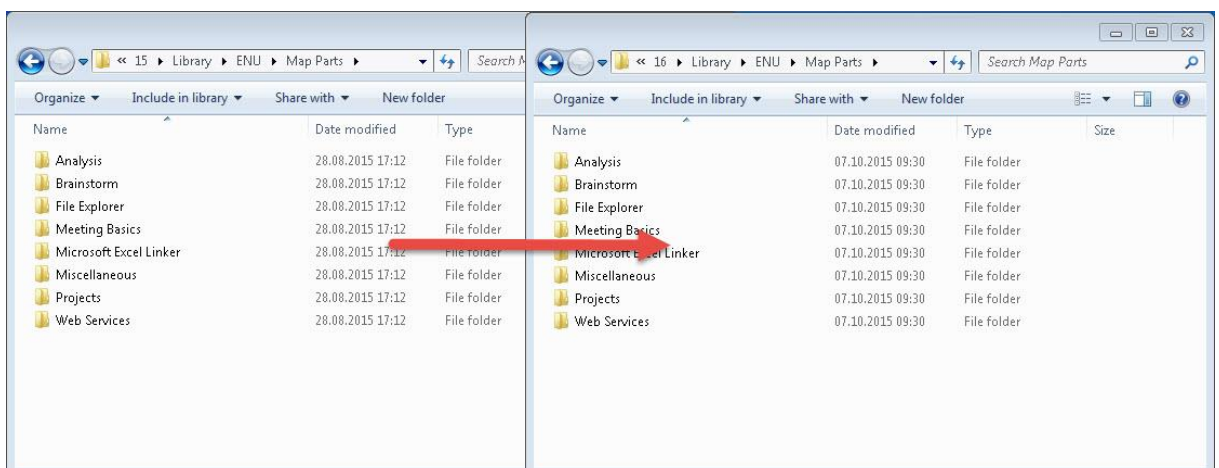 « 15 ▸ Library ▸ ENU ▸ Map Parts ▸ Search M
Organize Include in library Share with New folder
Name Date modified Type
Analysis 28.08.2015 17:12 File folder
Brainstorm 28.08.2015 17:12 File folder
File Explorer 28.08.2015 17:12 File folder
Meeting Basics 28.08.2015 17:12 File folder
Microsoft Excel Linker 28.08.2015 17:12 File folder
Miscellaneous 28.08.2015 17:12 File folder
Projects 28.08.2015 17:12 File folder
Web Services 28.08.2015 17:12 File folder
« 16 ▸ Library ▸ ENU ▸ Map Parts ▸ Search Map Parts
Organize Include in library Share with New folder
Name Date modified Type Size
Analysis 07.10.2015 09:30 File folder
Brainstorm 07.10.2015 09:30 File folder
File Explorer 07.10.2015 09:30 File folder
Meeting Basics 07.10.2015 09:30 File folder
Microsoft Excel Linker 07.10.2015 09:30 File folder
Miscellaneous 07.10.2015 09:30 File folder
Projects 07.10.2015 09:30 File folder
Web Services 07.10.2015 09:30 File folder